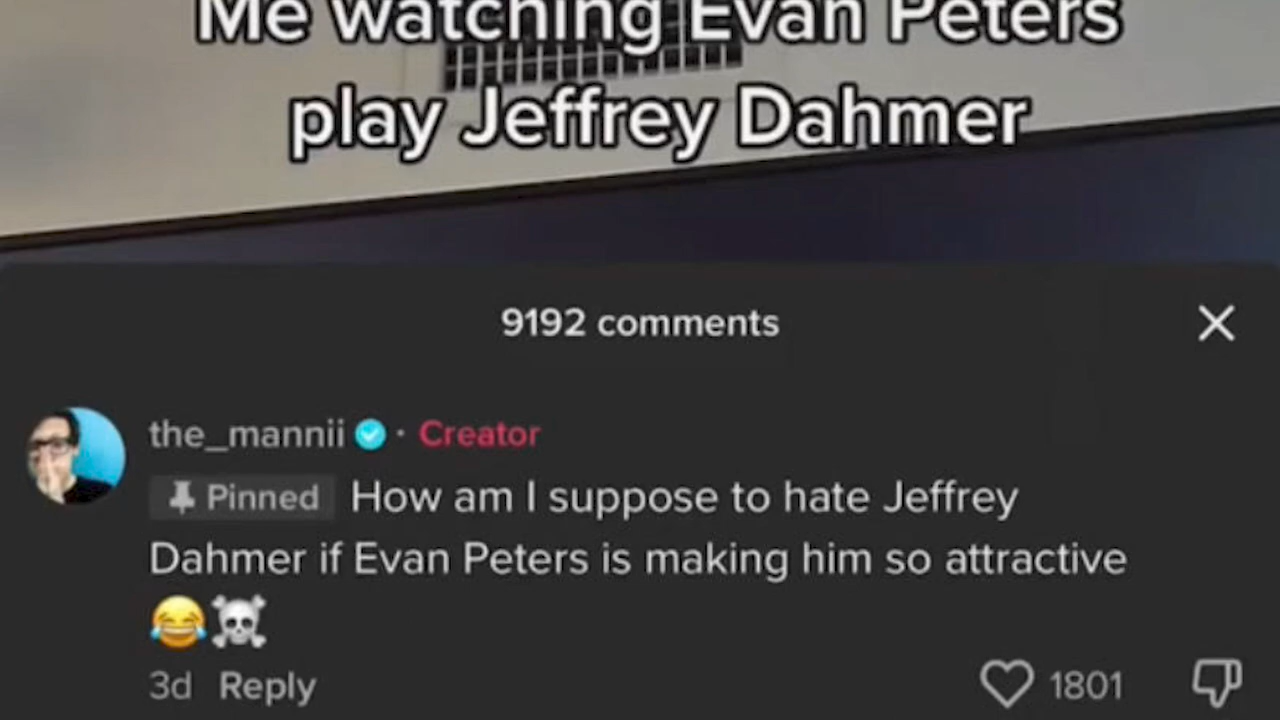 Me watching Evan Peters
play Jeffrey Dahmer
9192 comments
the_mannii · Creator
Pinned How am I suppose to hate Jeffrey
Dahmer if Evan Peters is making him so attractive
😂☠️
3d Reply 1801